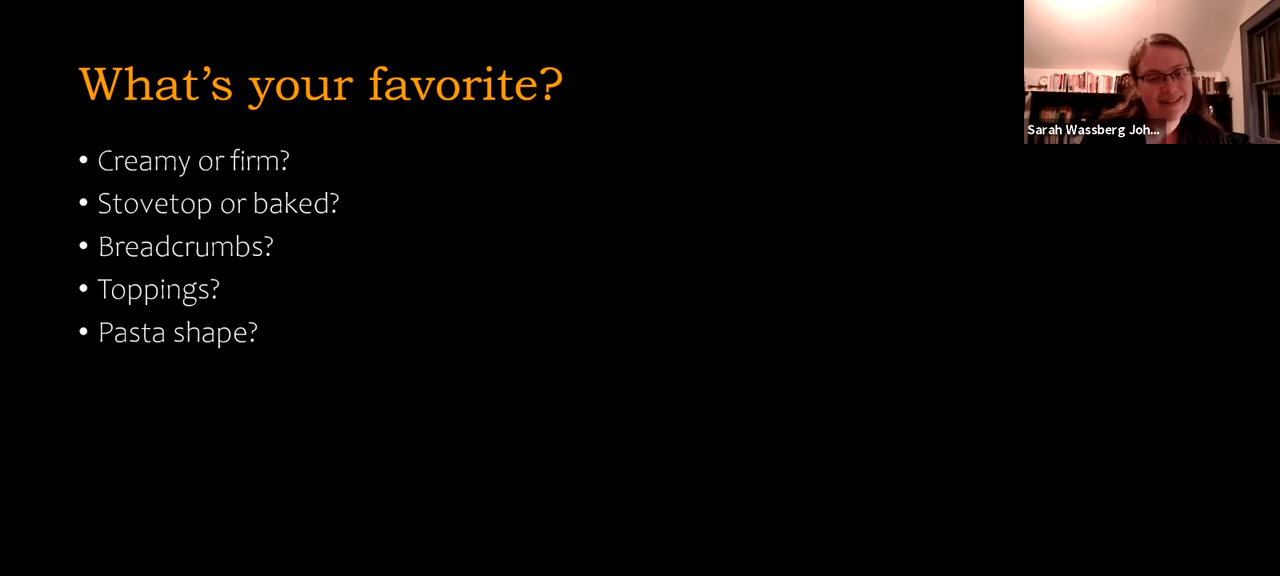 What's your favorite?
• Creamy or firm?
• Stovetop or baked?
• Breadcrumbs?
• Toppings?
• Pasta shape?
Sarah Wassberg Joh...